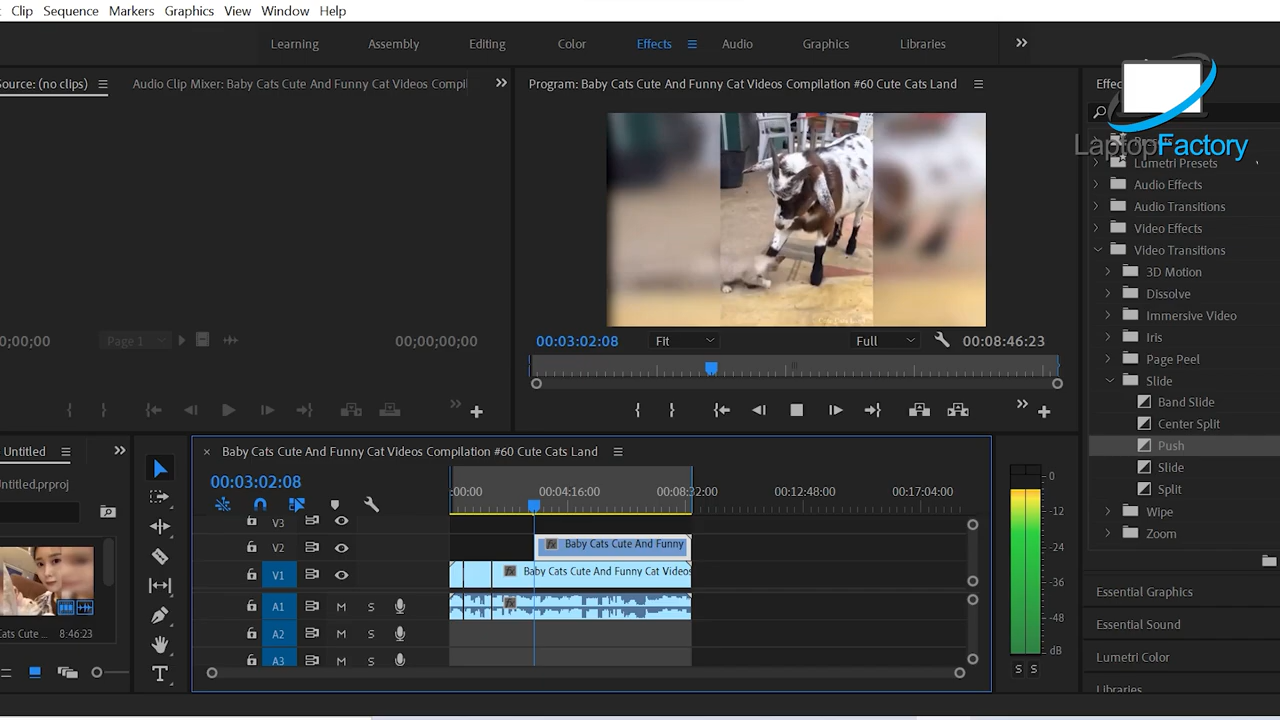 Clip Sequence Markers Graphics View Window Help
Learning Assembly Editing Color Effects Audio Graphics Libraries
Source: (no clips) Audio Clip Mixer: Baby Cats Cute And Funny Cat Videos Compil
Program: Baby Cats Cute And Funny Cat Videos Compilation #60 Cute Cats Land
Effec
LaptopFactory
Presets
Lumetri Presets
Audio Effects
Audio Transitions
Video Effects
Video Transitions
3D Motion
Dissolve
Immersive Video
Iris
Page Peel
Slide
Band Slide
Center Split
Push
Slide
Split
Wipe
Zoom
Essential Graphics
Essential Sound
Lumetri Color
Libraries
0;00;00 Page 1 00;00;00;00
00:03:02:08 Fit Full 00:08:46:23
Untitled
Untitled.prproj
Cats Cute ... 8:46:23
× Baby Cats Cute And Funny Cat Videos Compilation #60 Cute Cats Land
00:03:02:08
:00:00 00:04:16:00 00:08:32:00 00:12:48:00 00:17:04:00
V3
V2 fx Baby Cats Cute And Funny
V1 fx Baby Cats Cute And Funny Cat Videos
A1 M S fx
A2 M S
A3 M S
T
0
-12
-24
-36
-48
dB
S S